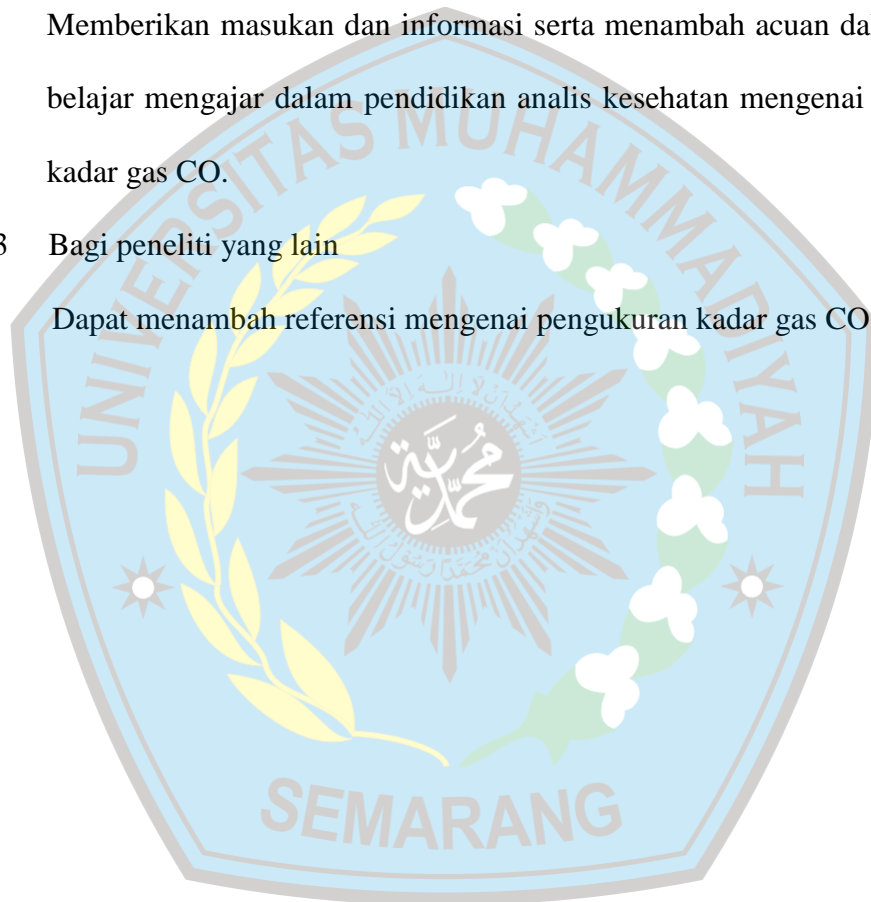 Memberikan masukan dan informasi serta menambah acuan dal
belajar mengajar dalam pendidikan analis kesehatan mengenai
kadar gas CO.
3 Bagi peneliti yang lain
Dapat menambah referensi mengenai pengukuran kadar gas CO
UNIVERSITAS MUHAMMADIYAH
محمدية
SEMARANG